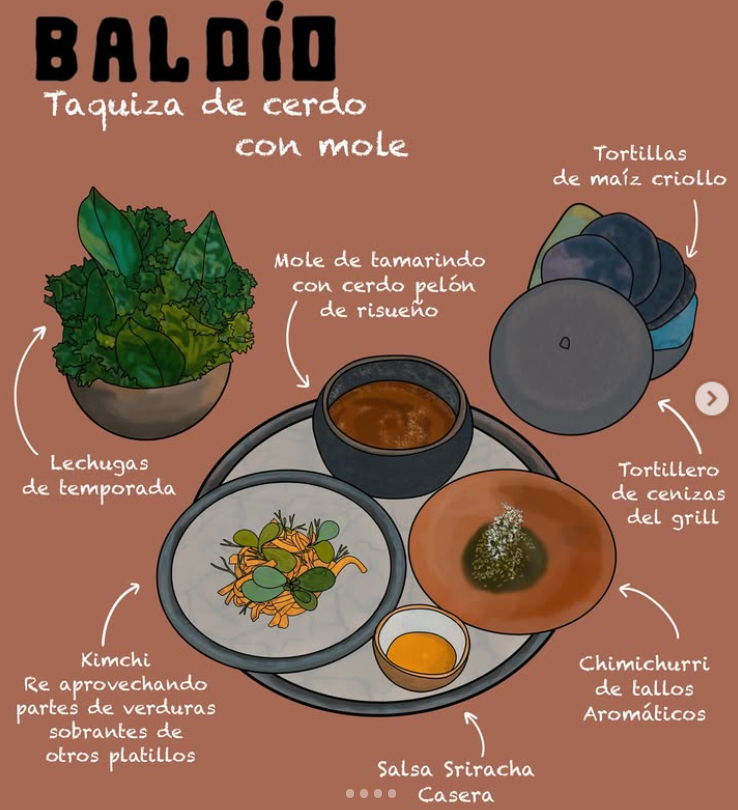 BALDÍO
Taquiza de cerdo
con mole
Tortillas
de maíz criollo
Mole de tamarindo
con cerdo pelón
de risueño
Lechugas
de temporada
Tortillero
de cenizas
del grill
Kimchi
Re aprovechando
partes de verduras
sobrantes de
otros platillos
Chimichurri
de tallos
Aromáticos
Salsa Sriracha
Casera